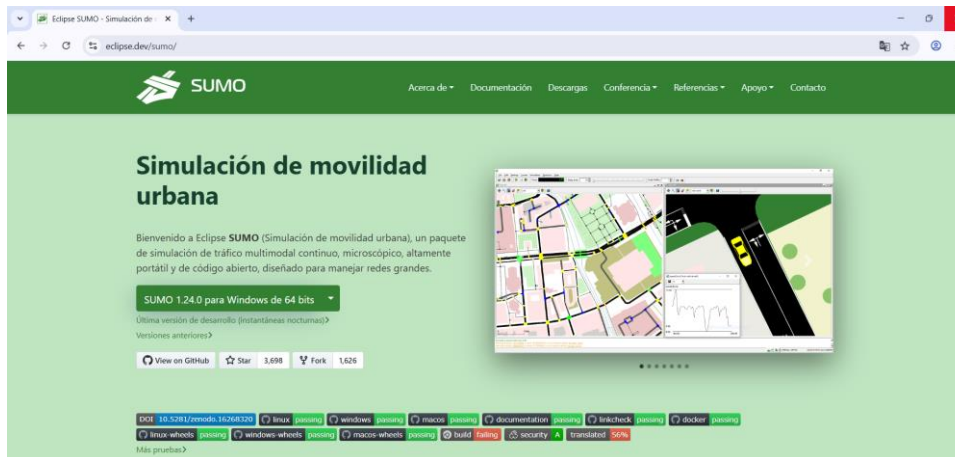 Eclipse SUMO - Simulación de
eclipse.dev/sumo/
SUMO
Acerca de Documentación Descargas Conferencia Referencias Apoyo Contacto
Simulación de movilidad
urbana
Bienvenido a Eclipse SUMO (Simulación de movilidad urbana), un paquete
de simulación de tráfico multimodal continuo, microscópico, altamente
portátil y de código abierto, diseñado para manejar redes grandes.
SUMO 1.24.0 para Windows de 64 bits
Última versión de desarrollo (instantáneas nocturnas)>
Versiones anteriores>
View on GitHub Star 3,698 Fork 1,626
DOI 10.5281/zenodo.16268320 linux passing windows passing macos passing documentation passing linkcheck passing docker passing
linux-wheels passing windows-wheels passing macos-wheels passing build failing security A translated 56%
Más pruebas>